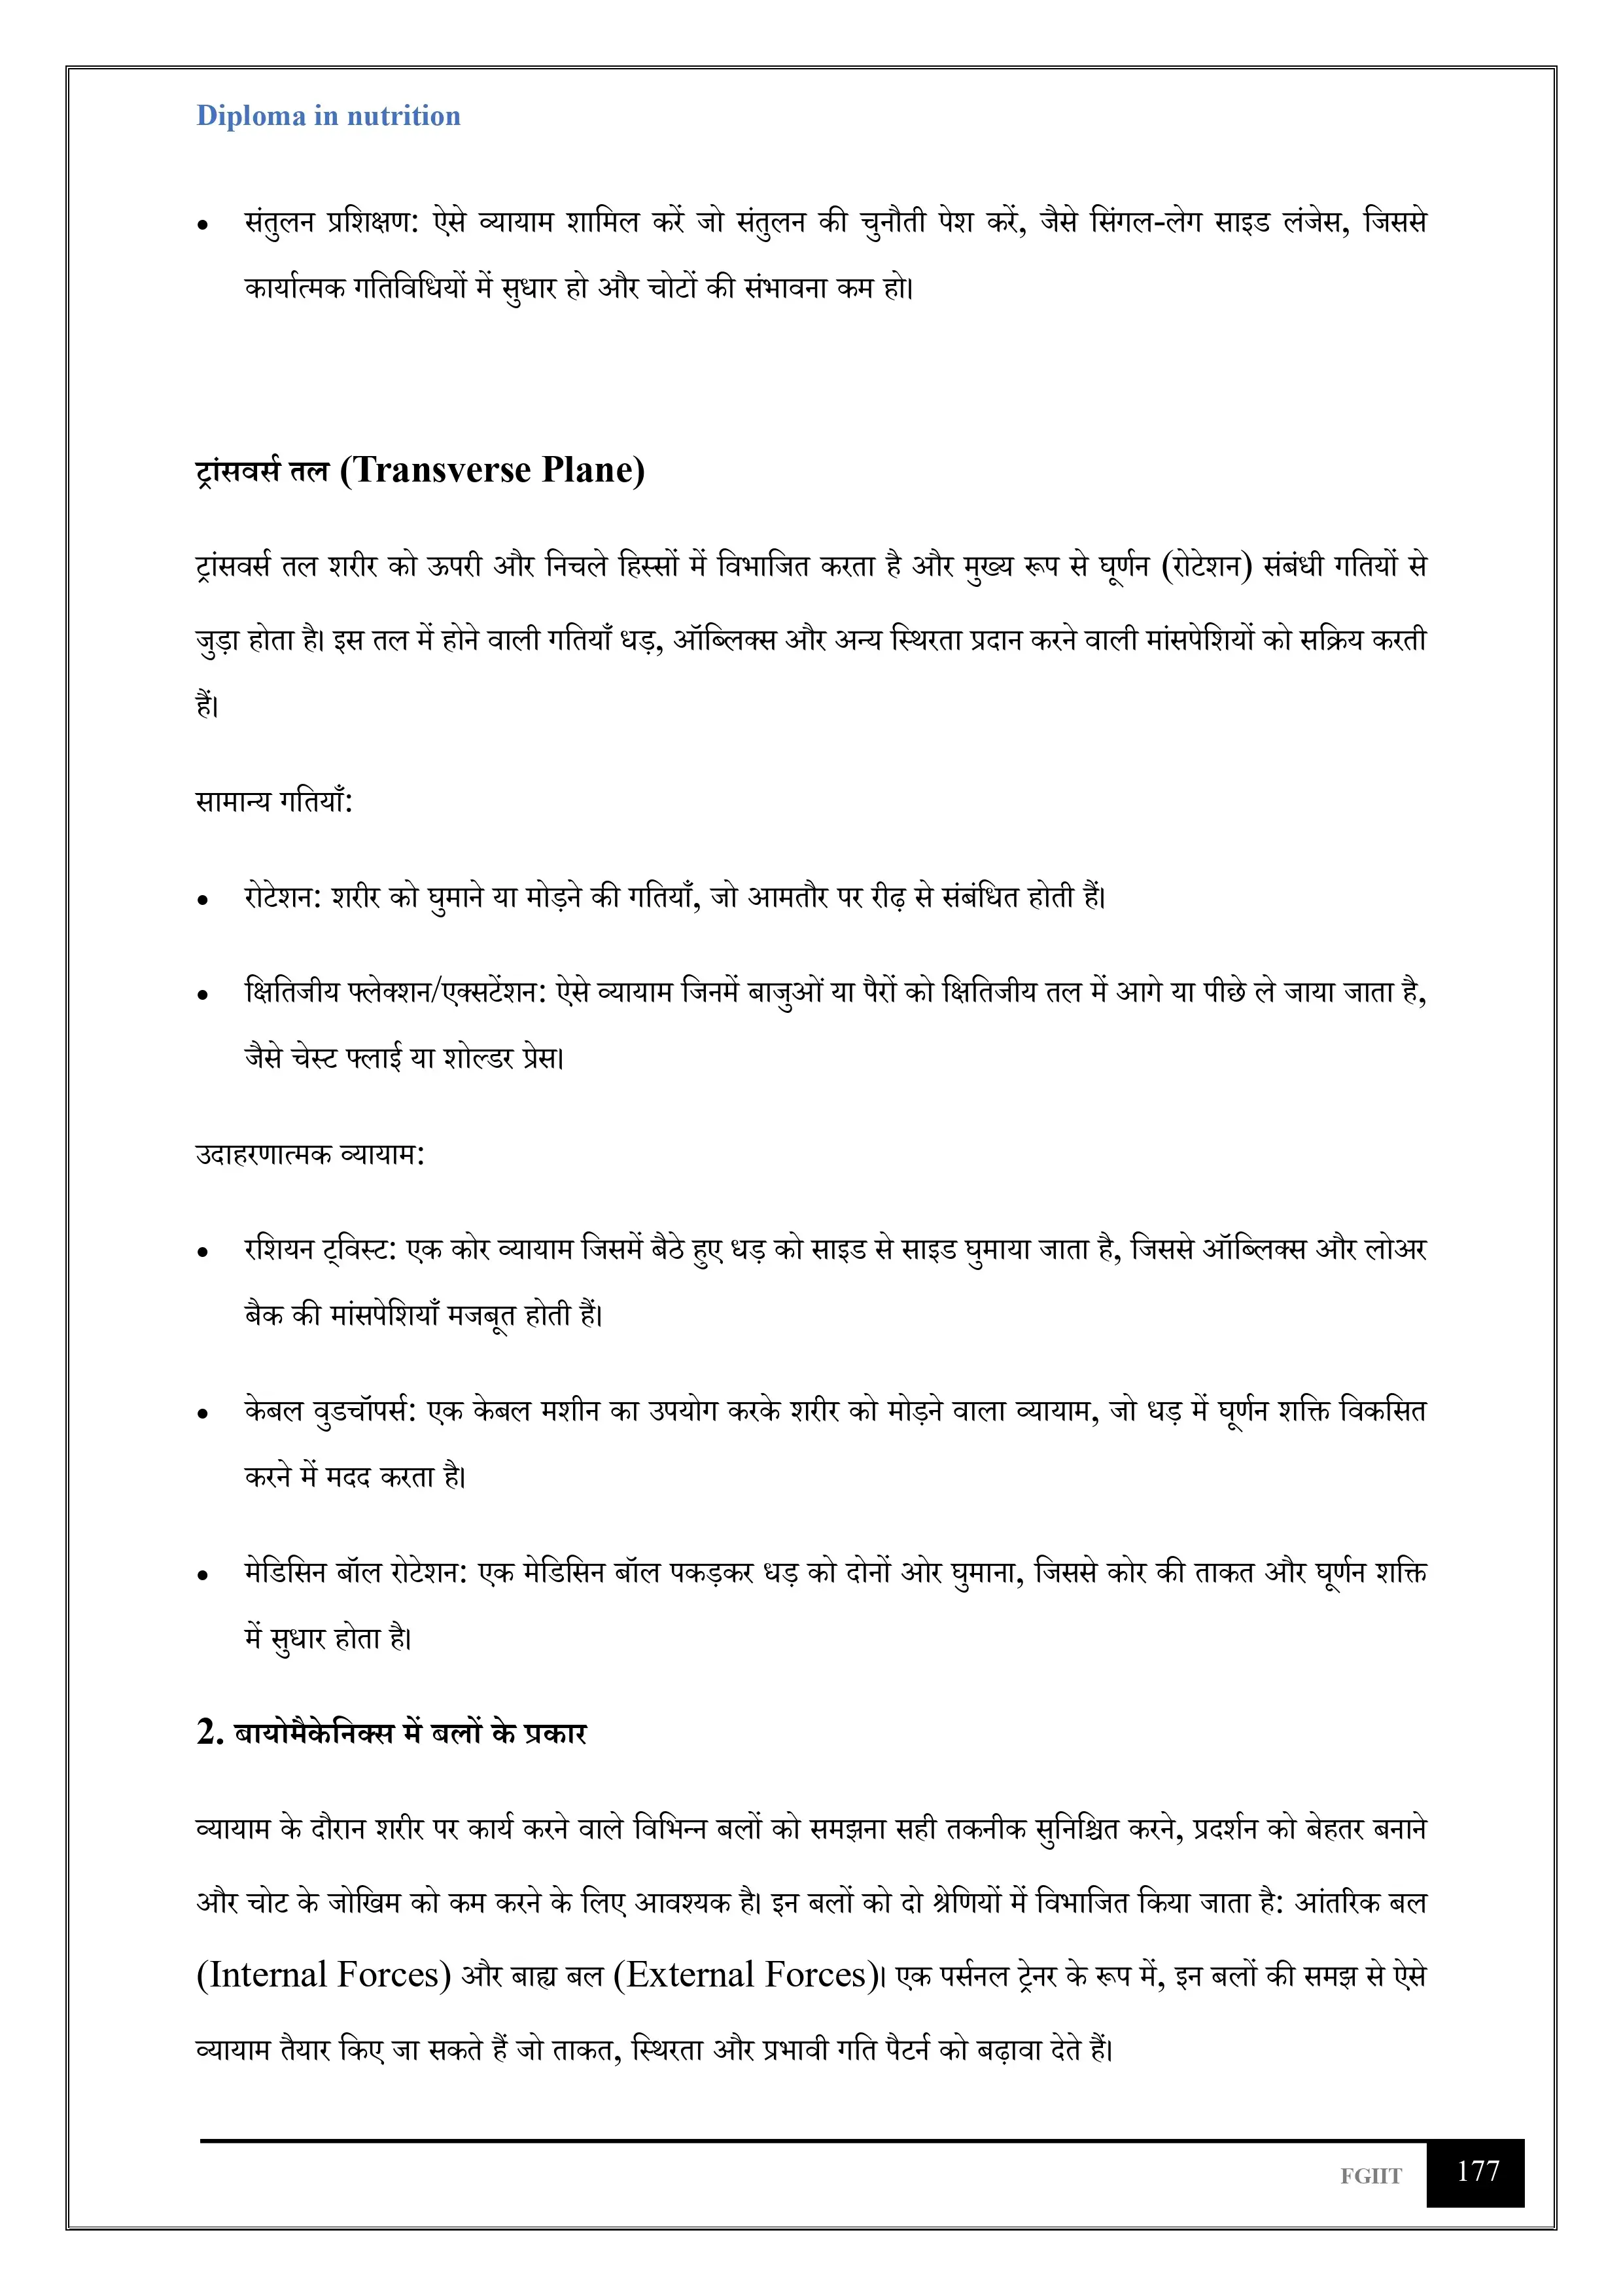 Diploma in nutrition
• संतुलन प्रशिक्षण: ऐसे व्यायाम शामिल करें जो संतुलन की चुनौती पेश करें, जैसे सिंगल-लेग साइड लंजेस, जिससे
कार्यात्मक गतिविधियों में सुधार हो और चोटों की संभावना कम हो।
ट्रांसवर्स तल (Transverse Plane)
ट्रांसवर्स तल शरीर को ऊपरी और निचले हिस्सों में विभाजित करता है और मुख्य रूप से घूर्णन (रोटेशन) संबंधी गतियों से
जुड़ा होता है। इस तल में होने वाली गतियाँ धड़, ऑब्लिक्स और अन्य स्थिरता प्रदान करने वाली मांसपेशियों को सक्रिय करती
हैं।
सामान्य गतियाँ:
• रोटेशन: शरीर को घुमाने या मोड़ने की गतियाँ, जो आमतौर पर रीढ़ से संबंधित होती हैं।
• क्षितिजीय फ्लेक्शन/एक्सटेंशन: ऐसे व्यायाम जिनमें बाजुओं या पैरों को क्षितिजीय तल में आगे या पीछे ले जाया जाता है,
जैसे चेस्ट फ्लाई या शोल्डर प्रेस।
उदाहरणात्मक व्यायाम:
• रशियन ट्विस्ट: एक कोर व्यायाम जिसमें बैठे हुए धड़ को साइड से साइड घुमाया जाता है, जिससे ऑब्लिक्स और लोअर
बैक की मांसपेशियाँ मजबूत होती हैं।
• केबल वुडचॉपर्स: एक केबल मशीन का उपयोग करके शरीर को मोड़ने वाला व्यायाम, जो धड़ में घूर्णन शक्ति विकसित
करने में मदद करता है।
• मेडिसिन बॉल रोटेशन: एक मेडिसिन बॉल पकड़कर धड़ को दोनों ओर घुमाना, जिससे कोर की ताकत और घूर्णन शक्ति
में सुधार होता है।
2. बायोमैकेनिक्स में बलों के प्रकार
व्यायाम के दौरान शरीर पर कार्य करने वाले विभिन्न बलों को समझना सही तकनीक सुनिश्चित करने, प्रदर्शन को बेहतर बनाने
और चोट के जोखिम को कम करने के लिए आवश्यक है। इन बलों को दो श्रेणियों में विभाजित किया जाता है: आंतरिक बल
(Internal Forces) और बाह्य बल (External Forces)। एक पर्सनल ट्रेनर के रूप में, इन बलों की समझ से ऐसे
व्यायाम तैयार किए जा सकते हैं जो ताकत, स्थिरता और प्रभावी गति पैटर्न को बढ़ावा देते हैं।
FGIIT 177